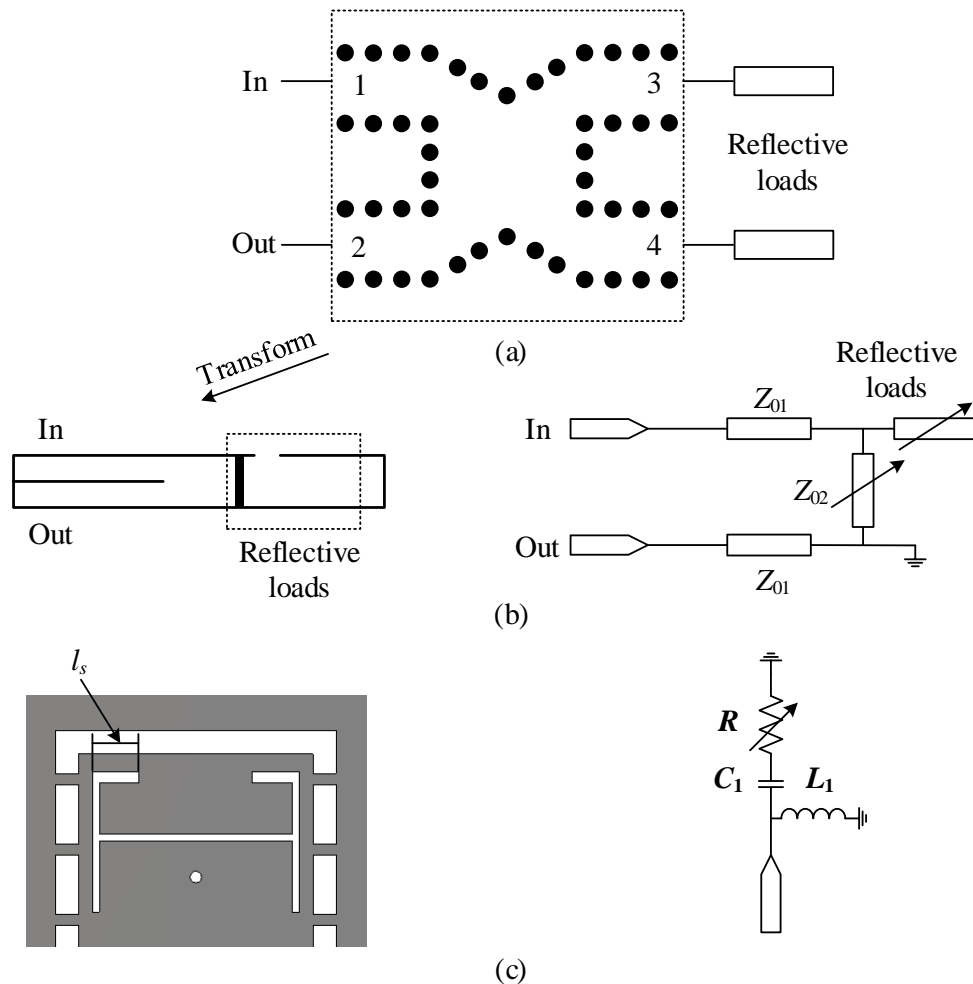 In
1
3
Reflective
loads
Out
2
4
(a)
Transform
In
Out
Reflective
loads
Reflective
loads
In
Z01
Z02
Out
Z01
(b)
ls
R
C1
L1
(c)